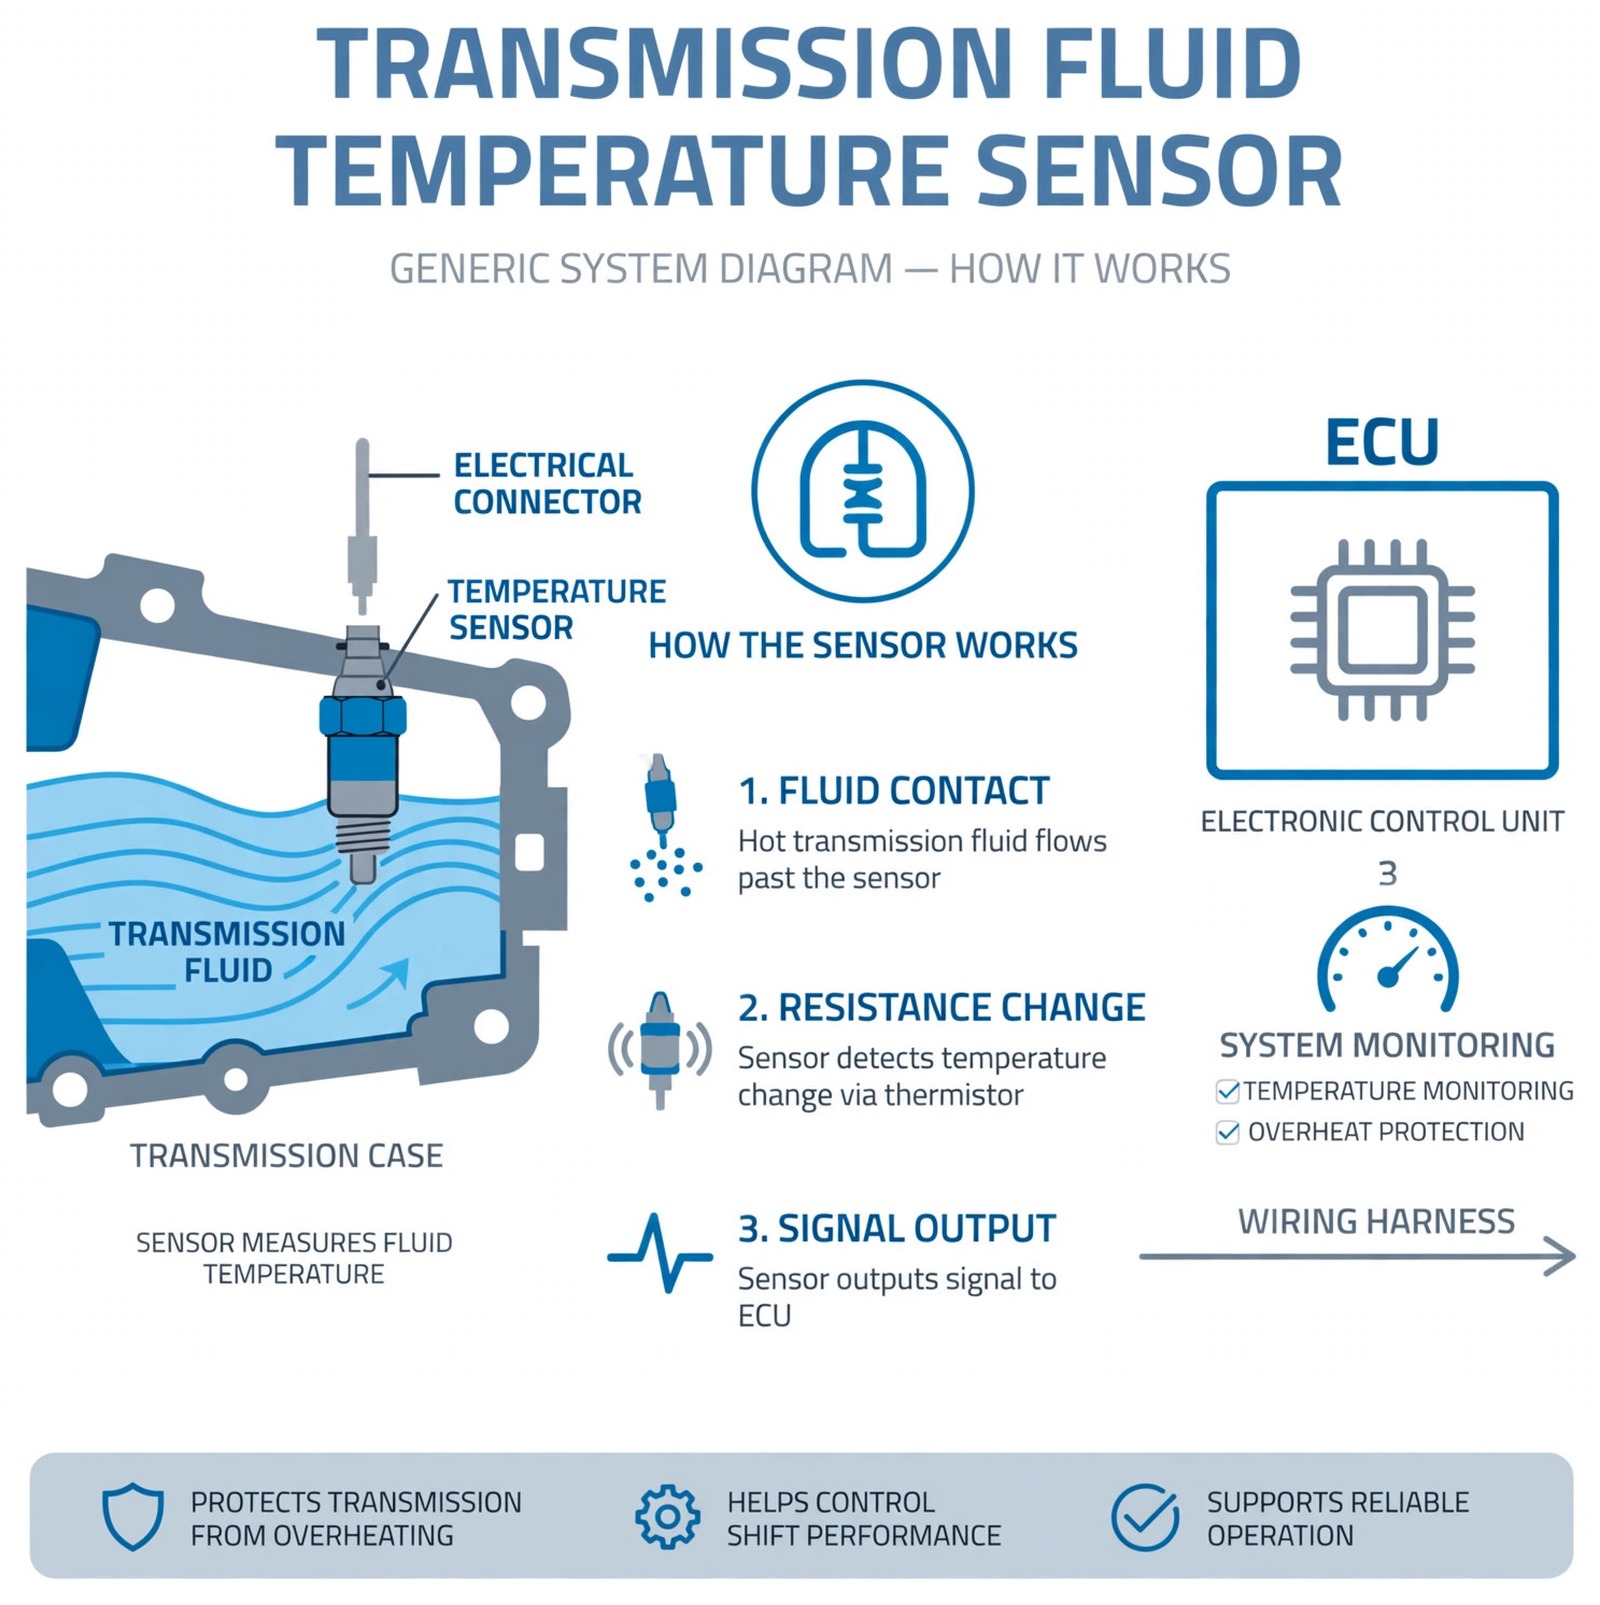 TRANSMISSION FLUID
TEMPERATURE SENSOR
GENERIC SYSTEM DIAGRAM — HOW IT WORKS
ELECTRICAL
CONNECTOR
TEMPERATURE
SENSOR
TRANSMISSION
FLUID
TRANSMISSION CASE
SENSOR MEASURES FLUID
TEMPERATURE
HOW THE SENSOR WORKS
1. FLUID CONTACT
Hot transmission fluid flows
past the sensor
2. RESISTANCE CHANGE
Sensor detects temperature
change via thermistor
3. SIGNAL OUTPUT
Sensor outputs signal to
ECU
ECU
ELECTRONIC CONTROL UNIT
3
SYSTEM MONITORING
TEMPERATURE MONITORING
OVERHEAT PROTECTION
WIRING HARNESS
PROTECTS TRANSMISSION
FROM OVERHEATING
HELPS CONTROL
SHIFT PERFORMANCE
SUPPORTS RELIABLE
OPERATION